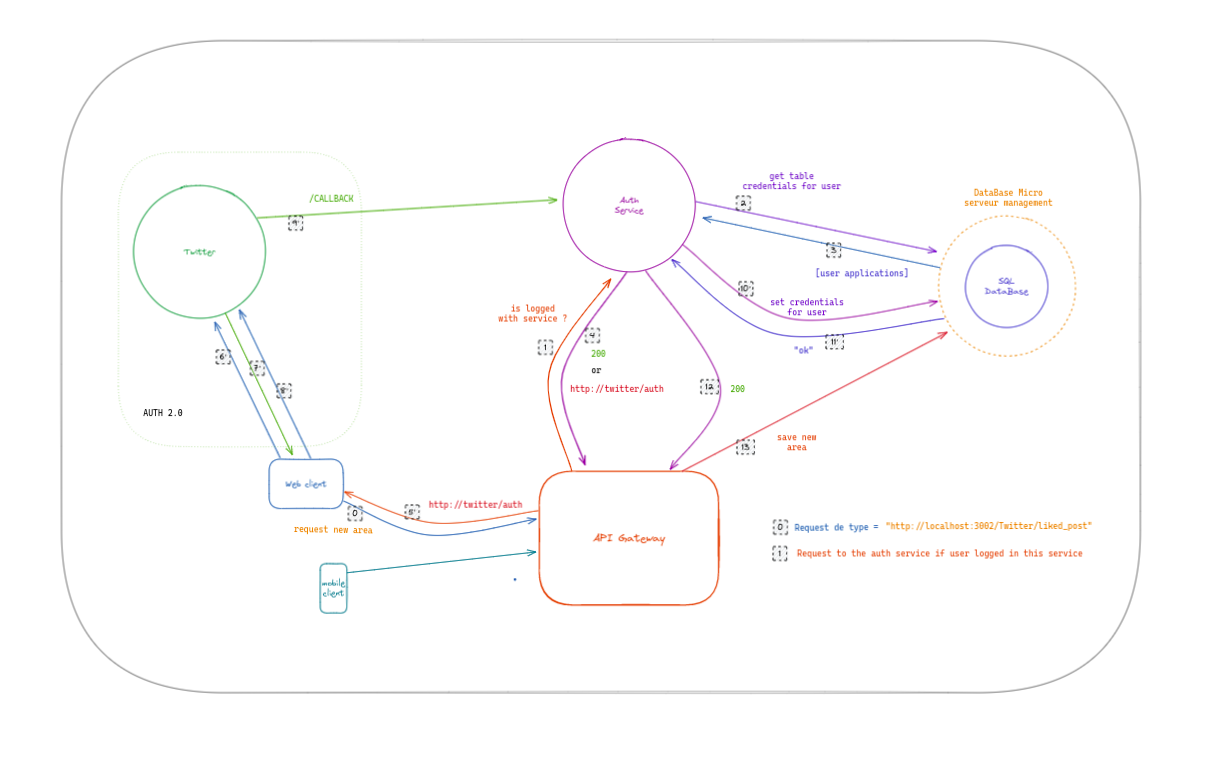 get table
credentials for user
2
/CALLBACK
9'
Auth
Service
DataBase Micro
serveur management
Twitter
3
[user applications]
SQL
DataBase
10'
set credentials
for user
is logged
with service ?
1
4
200
or
http://twitter/auth
"ok"
11'
6'
7'
8'
12
200
AUTH 2.0
13
save new
area
Web client
0
5'
http://twitter/auth
request new area
API Gateway
mobile
client
0
Request de type = "http://localhost:3002/Twitter/liked_post"
1
Request to the auth service if user logged in this service